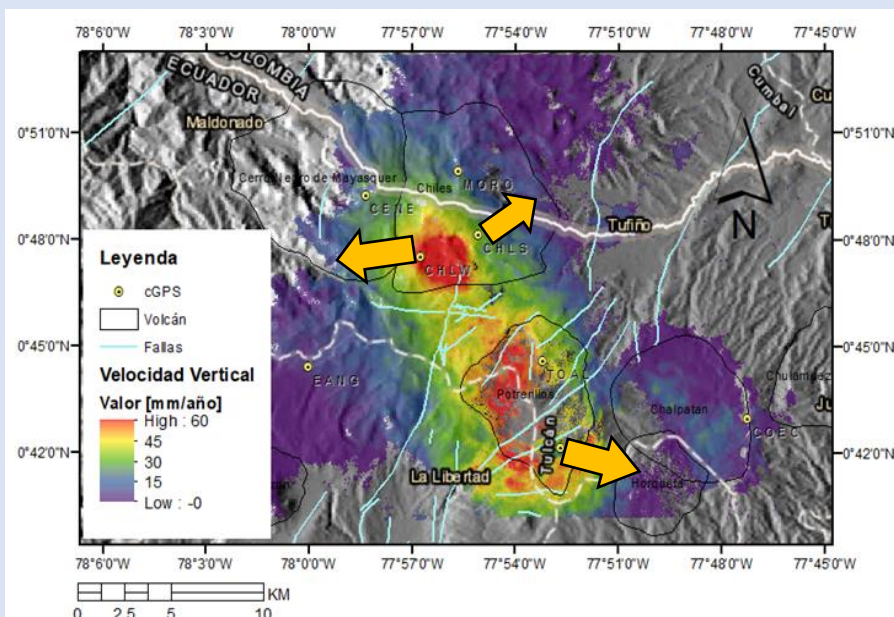 78°6'0"W 78°3'0"W 78°0'0"W 77°57'0"W 77°54'0"W 77°51'0"W 77°48'0"W 77°45'0"W
COLOMBIA
ECUADOR
Maldonado
Cumbal
Cu
0°51'0"N 0°51'0"N
MORO
Cerro Negro de Mayasquer
Chiles
CENE
Tufiño
N
0°48'0"N 0°48'0"N
CHLS
CHLW
Leyenda
cGPS
Volcán
Fallas
Velocidad Vertical
Valor [mm/año]
High : 60
45
30
15
Low : -0
0°45'0"N 0°45'0"N
EANG
TOAL
Potrerillos
Chalpatan
Ju
0°42'0"N 0°42'0"N
Tulcán
La Libertad
Horqueta
78°6'0"W 78°3'0"W 78°0'0"W 77°57'0"W 77°54'0"W 77°51'0"W 77°48'0"W 77°45'0"W
KM
0 2.5 5 10